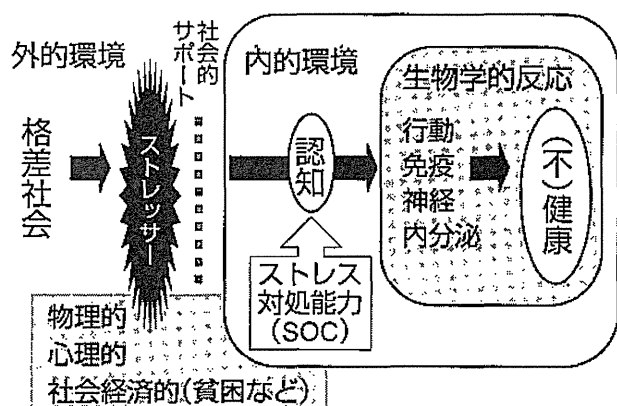 外的環境
格差社会
ストレッサー
社会的
サポート
内的環境
認知
ストレス
対処能力
(SOC)
生物学的反応
行動
免疫
神経
内分泌
(不)健康
物理的
心理的
社会経済的(貧困など)